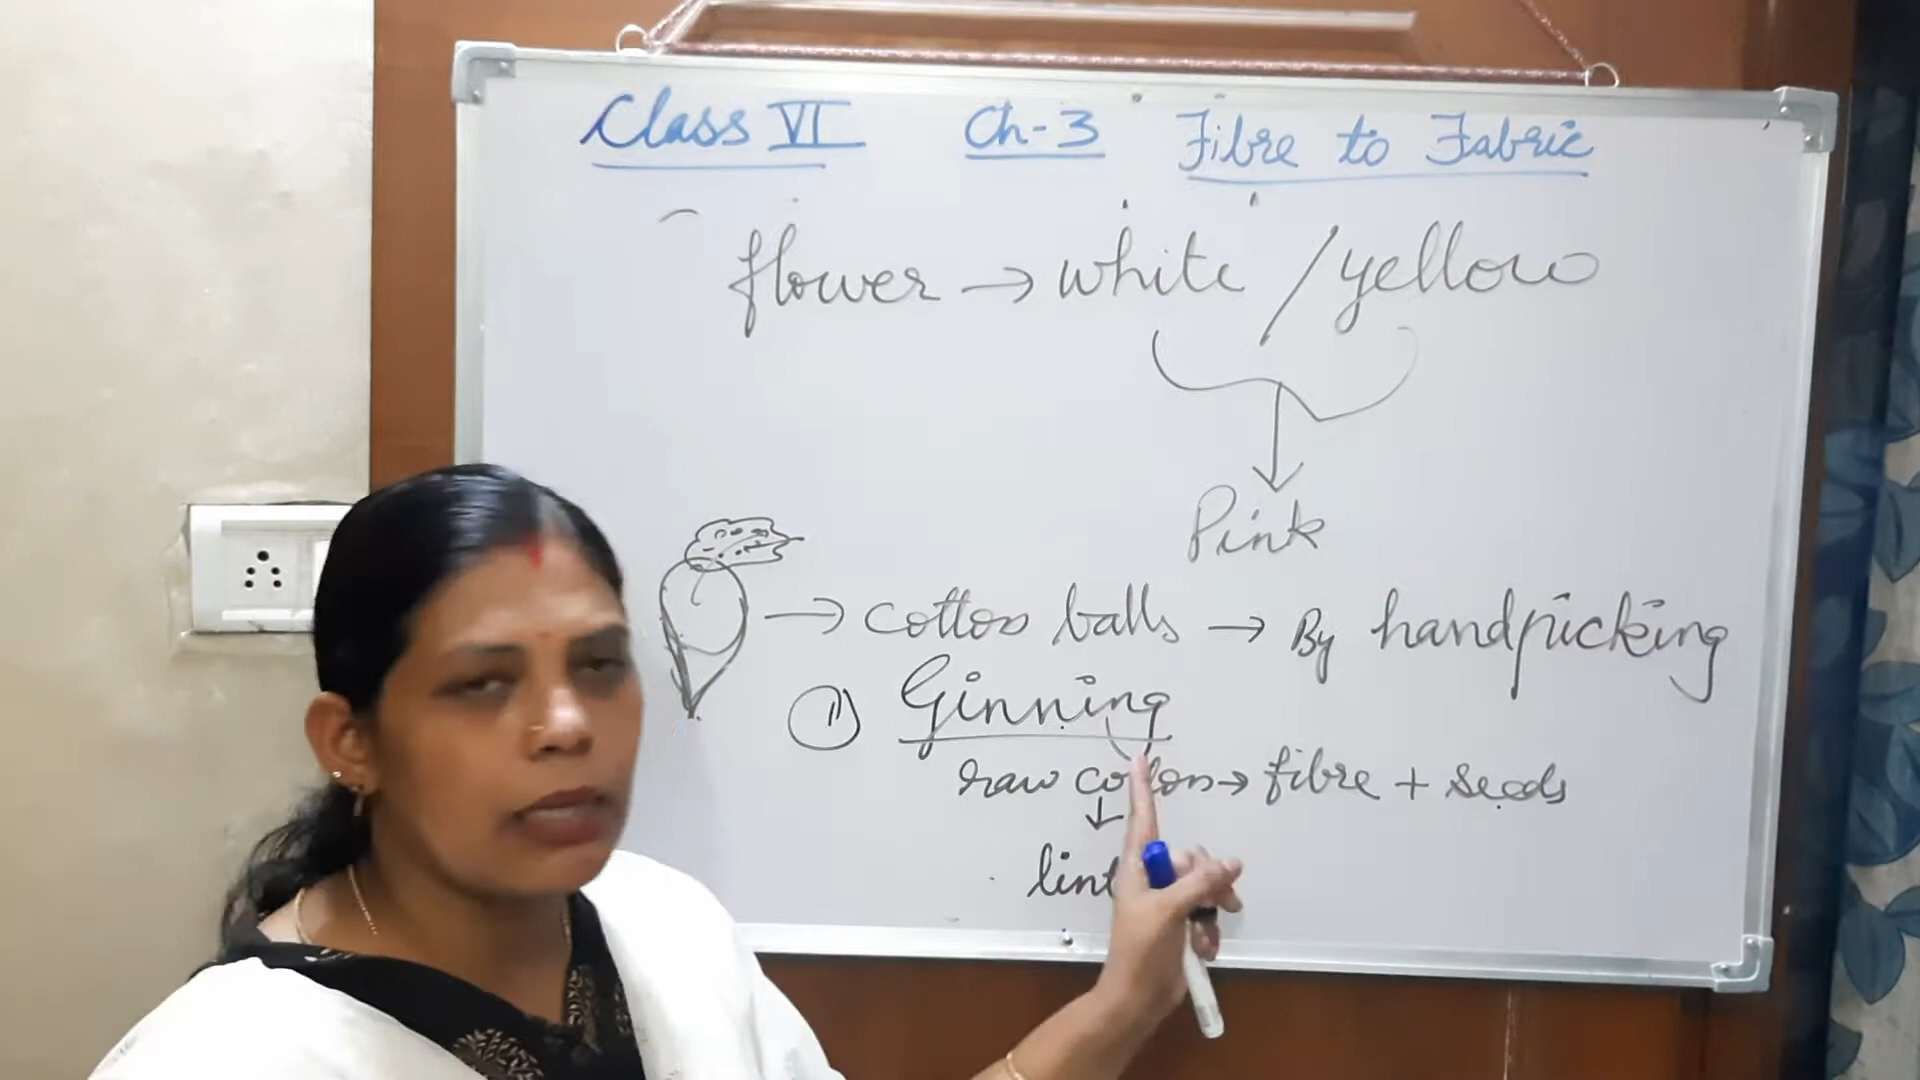 Class VI Ch-3 Fibre to Fabric
flower → white / yellow
Pink
→ cotton balls → By handpicking
(1) Ginning
raw cotton → fibre + seeds
↓
lint